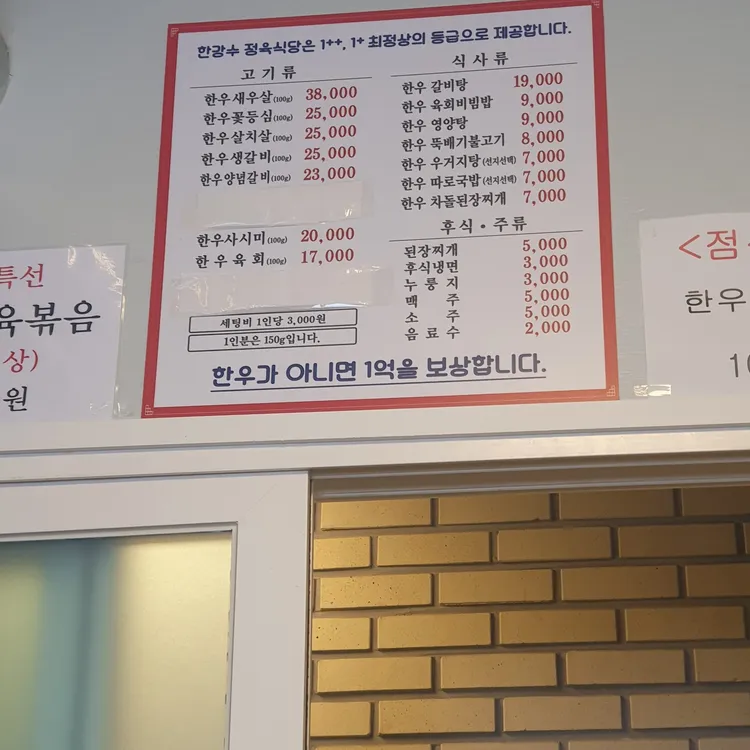 한강수 정육식당은 1++, 1+ 최정상의 등급으로 제공합니다.
고기류
한우새우살(100g) 38,000
한우꽃등심(100g) 25,000
한우살치살(100g) 25,000
한우생갈비(100g) 25,000
한우양념갈비(100g) 23,000
한우사시미(100g) 20,000
한우육회(100g) 17,000
세팅비 1인당 3,000원
1인분은 150g입니다.
식사류
한우 갈비탕 19,000
한우 육회비빔밥 9,000
한우 영양탕 9,000
한우 뚝배기불고기 8,000
한우 우거지탕(선지선택) 7,000
한우 따로국밥(선지선택) 7,000
한우 차돌된장찌개 7,000
후식·주류
된장찌개 5,000
후식냉면 3,000
누룽지 3,000
맥주 5,000
소주 5,000
음료수 2,000
한우가 아니면 1억을 보상합니다.
특선
육볶음
상)
원
<점
한우